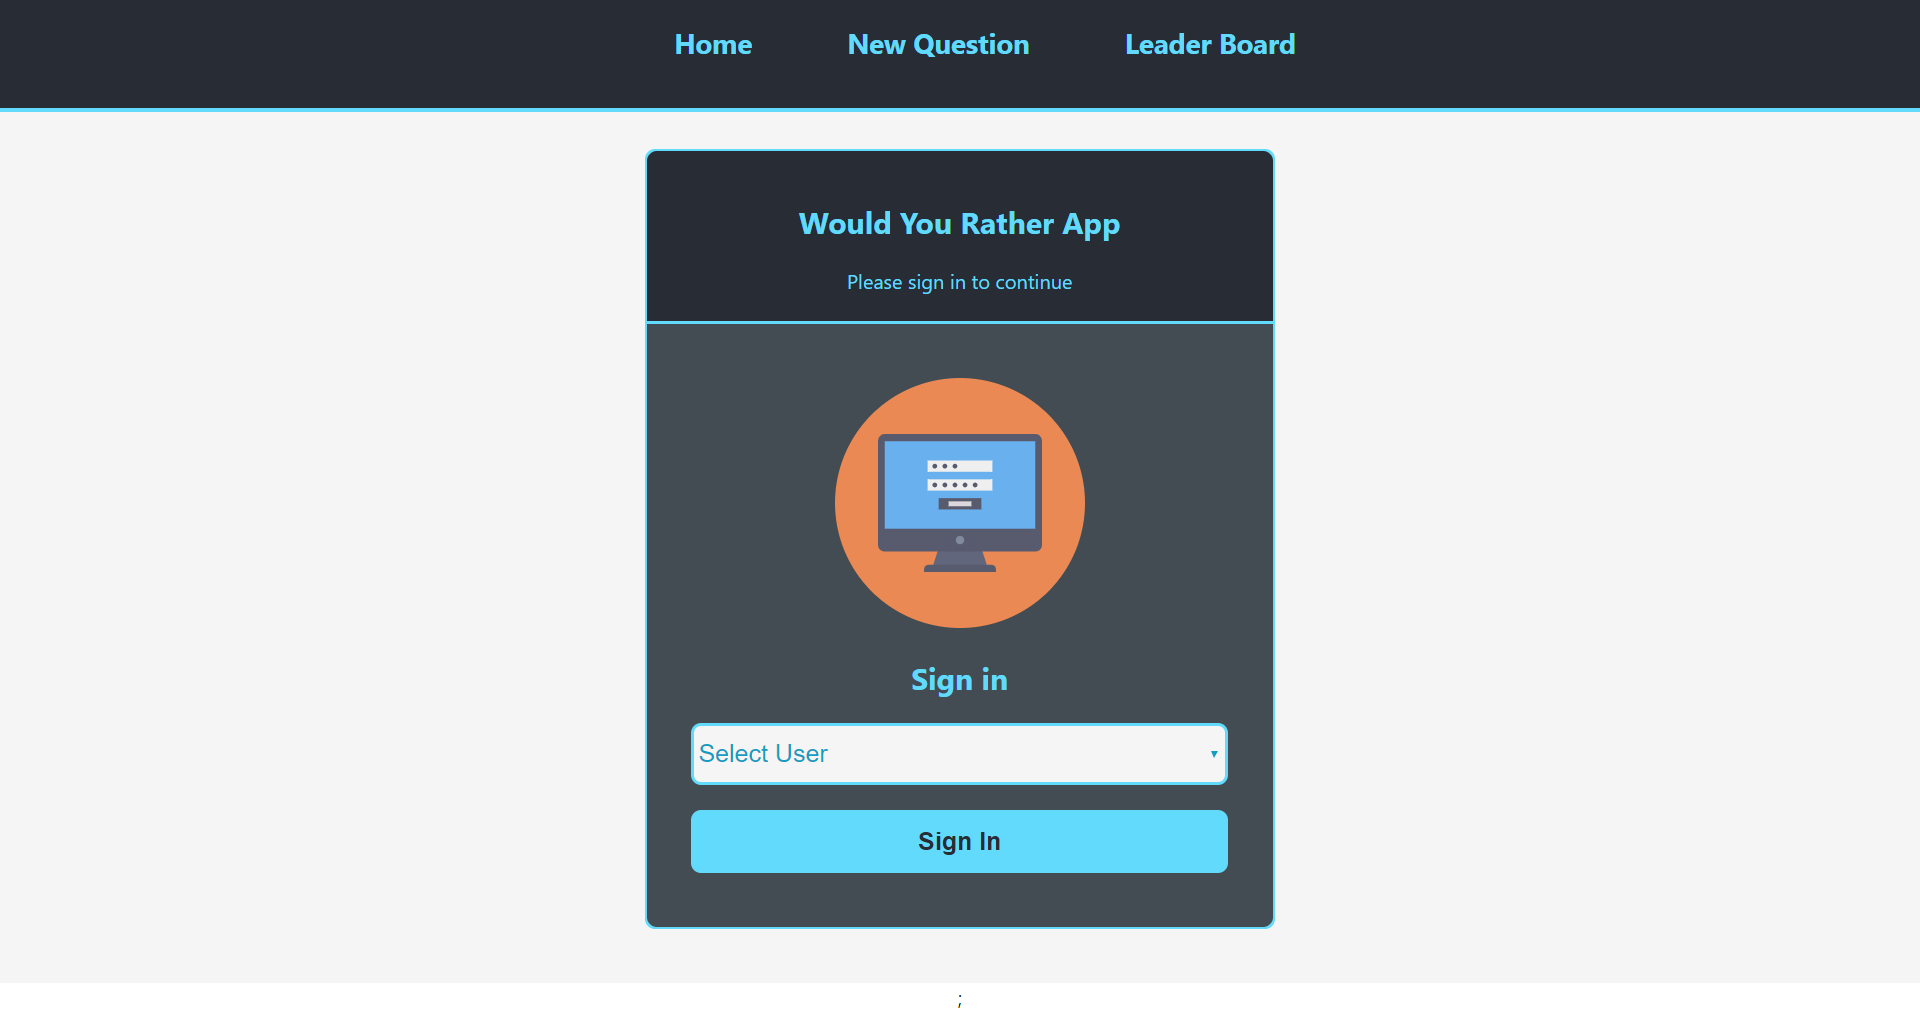 Home New Question Leader Board
Would You Rather App
Please sign in to continue
Sign in
Select User
Sign In
;